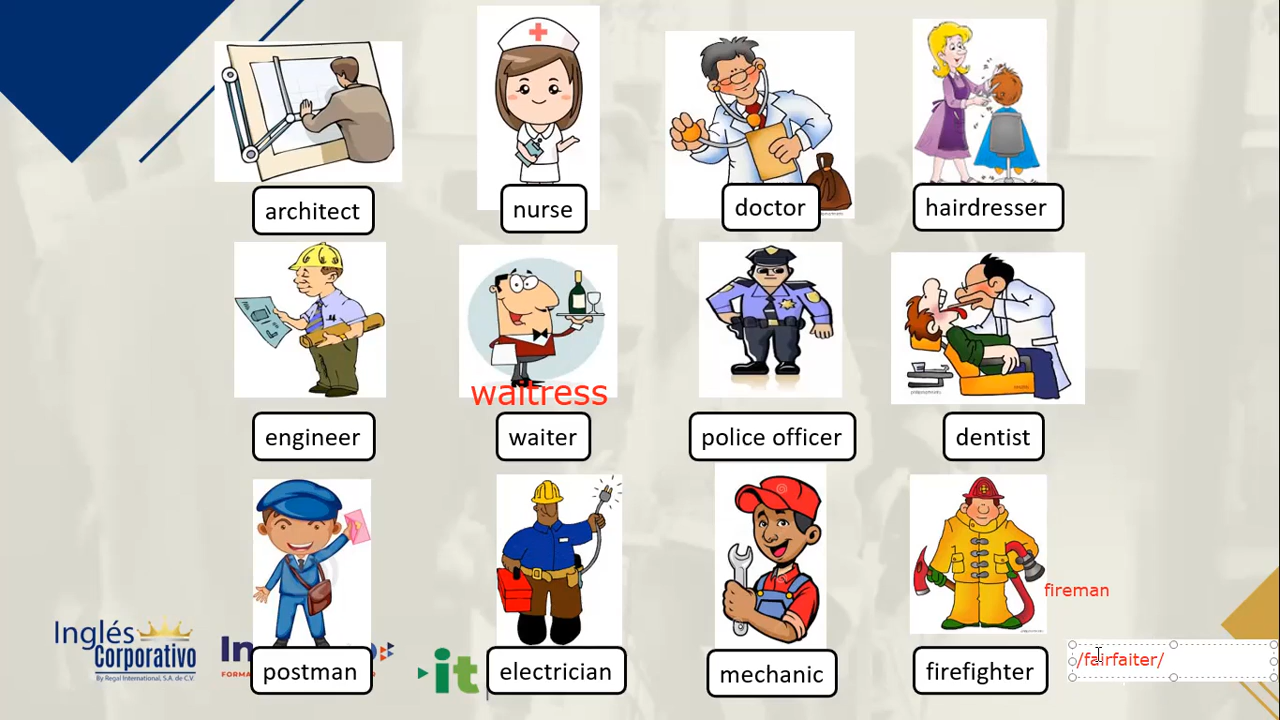 architect
nurse
doctor
hairdresser
waitress
engineer
waiter
police officer
dentist
fireman
Inglés
Corporativo
By Regal International, S.A. de C.V.
it
postman
electrician
mechanic
firefighter
/fairfaiter/